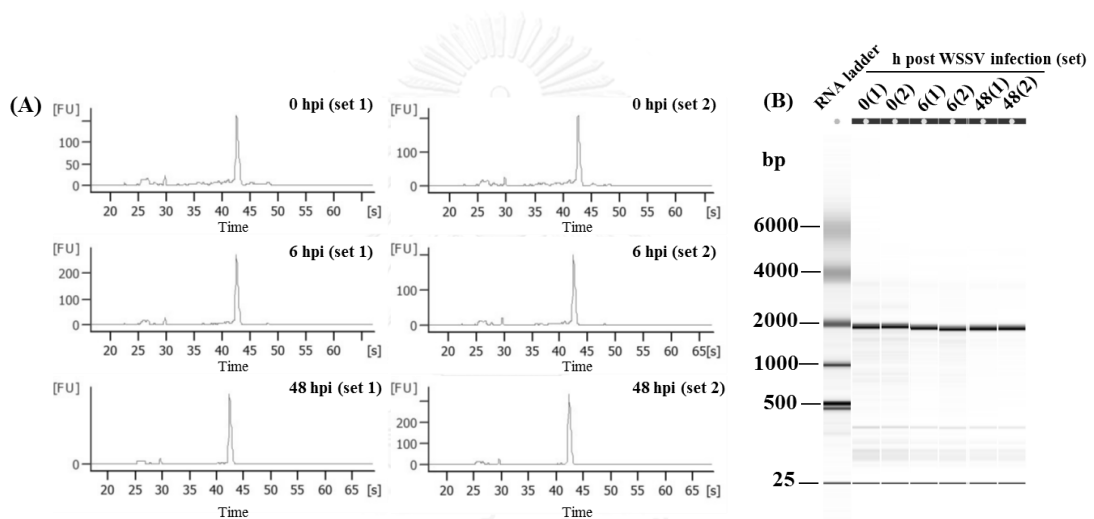 (A)
0 hpi (set 1)
[FU]
100
50
0
20 25 30 35 40 45 50 55 60 [s]
Time
0 hpi (set 2)
[FU]
100
0
20 25 30 35 40 45 50 55 60 [s]
Time
6 hpi (set 1)
[FU]
200
100
0
20 25 30 35 40 45 50 55 60 [s]
Time
6 hpi (set 2)
[FU]
100
0
20 25 30 35 40 45 50 55 60 65[s]
Time
48 hpi (set 1)
[FU]
0
20 25 30 35 40 45 50 55 60 65 [s]
Time
48 hpi (set 2)
[FU]
200
100
0
20 25 30 35 40 45 50 55 60 65 [s]
Time
(B)
RNA ladder
h post WSSV infection (set)
0(1) 0(2) 6(1) 6(2) 48(1) 48(2)
bp
6000
4000
2000
1000
500
25